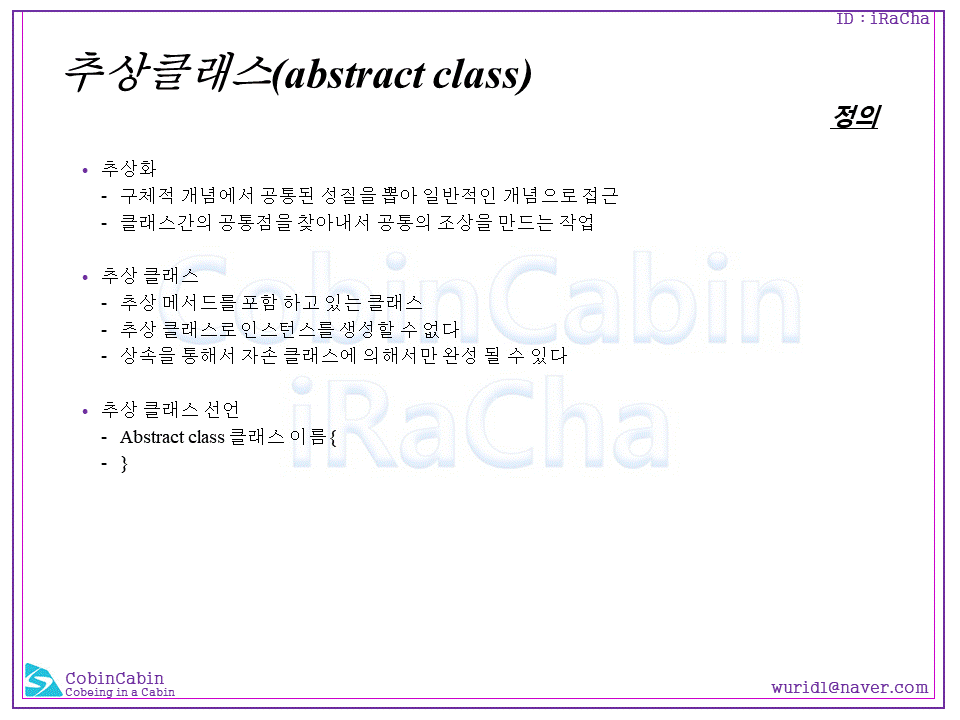 ID : iRaCha
추상클래스(abstract class)
정의
• 추상화
- 구체적 개념에서 공통된 성질을 뽑아 일반적인 개념으로 접근
- 클래스간의 공통점을 찾아내서 공통의 조상을 만드는 작업
• 추상 클래스
- 추상 메서드를 포함 하고 있는 클래스
- 추상 클래스로 인스턴스를 생성할 수 없다
- 상속을 통해서 자손 클래스에 의해서만 완성 될 수 있다
• 추상 클래스 선언
- Abstract class 클래스 이름{
- }
CobinCabin
iRaCha
CobinCabin
Cobeing in a Cabin
wurid1@naver.com